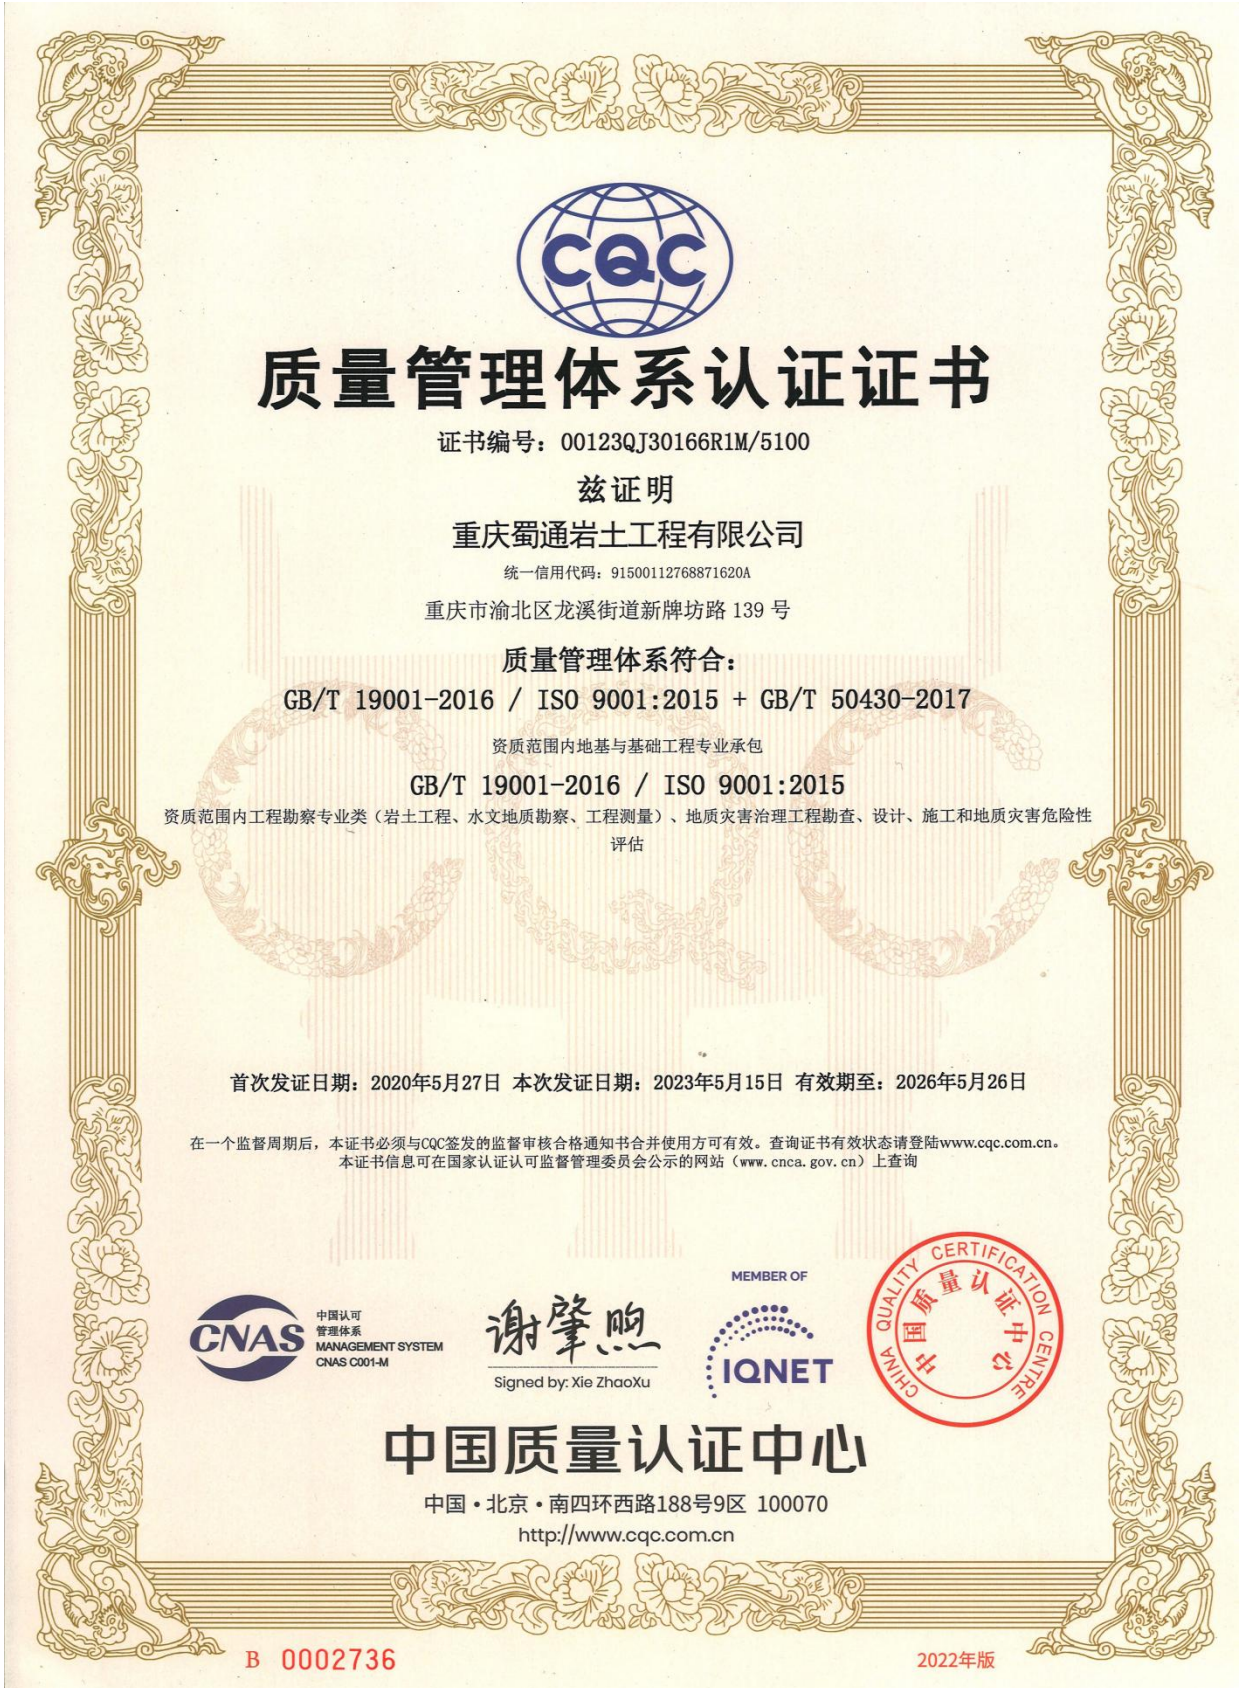 CQC
质量管理体系认证证书
证书编号：00123QJ30166R1M/5100
兹证明
重庆蜀通岩土工程有限公司
统一信用代码：91500112768871620A
重庆市渝北区龙溪街道新牌坊路 139 号
质量管理体系符合：
GB/T 19001-2016 / ISO 9001:2015 + GB/T 50430-2017
资质范围内地基与基础工程专业承包
GB/T 19001-2016 / ISO 9001:2015
资质范围内工程勘察专业类（岩土工程、水文地质勘察、工程测量）、地质灾害治理工程勘查、设计、施工和地质灾害危险性
评估
首次发证日期：2020年5月27日 本次发证日期：2023年5月15日 有效期至：2026年5月26日
在一个监督周期后，本证书必须与CQC签发的监督审核合格通知书合并使用方可有效。查询证书有效状态请登陆www.cqc.com.cn。
本证书信息可在国家认证认可监督管理委员会公示的网站（www.cnca.gov.cn）上查询
CNAS
中国认可
管理体系
MANAGEMENT SYSTEM
CNAS C001-M
谢肇煦
Signed by: Xie ZhaoXu
MEMBER OF
IQNET
CHINA QUALITY CERTIFICATION CENTRE
中国质量认证中心
中国质量认证中心
中国·北京·南四环西路188号9区 100070
http://www.cqc.com.cn
B 0002736
2022年版